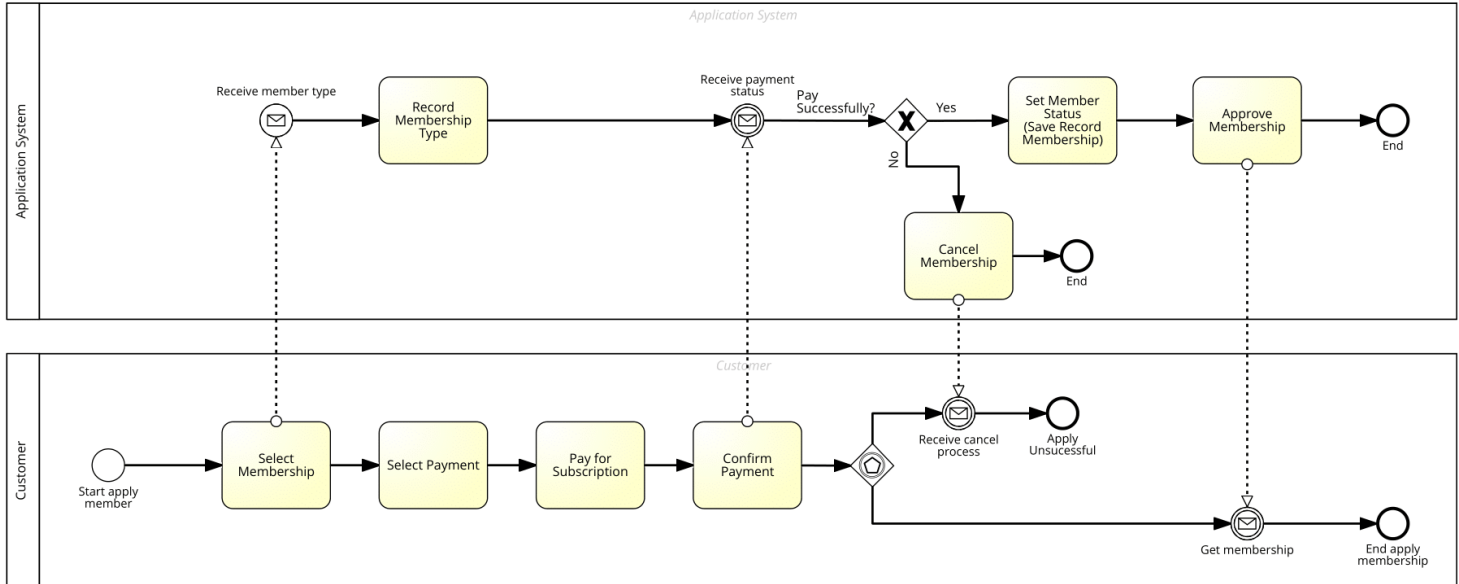 Application System
Application System
Receive member type
Record
Membership
Type
Receive payment
status
Pay
Successfully?
Yes
No
Set Member
Status
(Save Record
Membership)
Approve
Membership
End
Cancel
Membership
End
Customer
Customer
Start apply
member
Select
Membership
Select Payment
Pay for
Subscription
Confirm
Payment
Receive cancel
process
Apply
Unsucessful
Get membership
End apply
membership